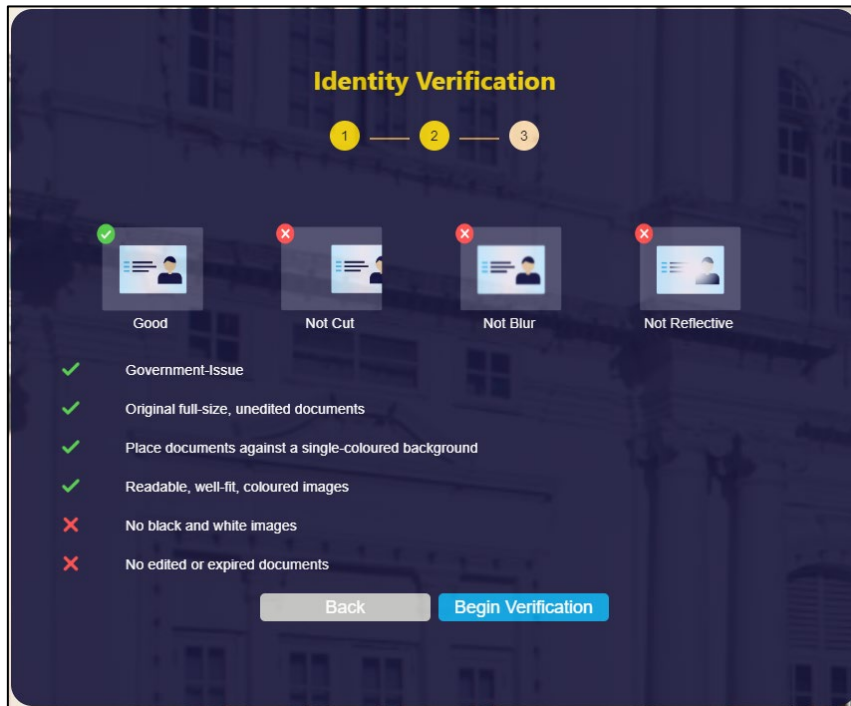 Identity Verification
1 2 3
Good Not Cut Not Blur Not Reflective
Government-Issue
Original full-size, unedited documents
Place documents against a single-coloured background
Readable, well-fit, coloured images
No black and white images
No edited or expired documents
Back Begin Verification